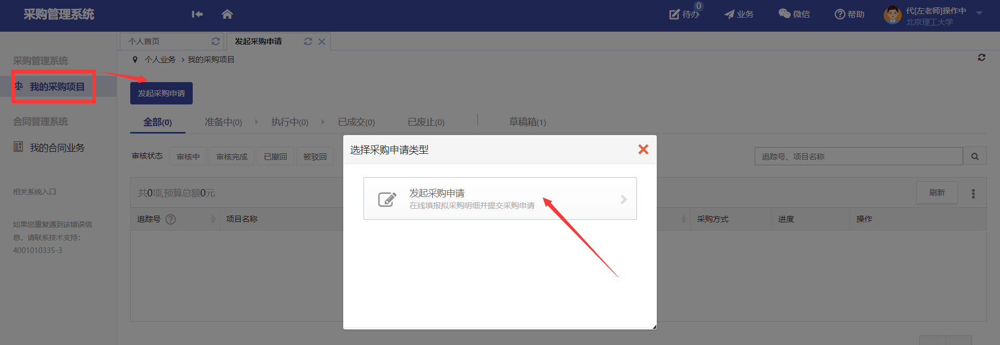 采购管理系统
0
待办
业务
微信
帮助
代[左老师]操作中
北京理工大学
个人首页
发起采购申请
采购管理系统
我的采购项目
合同管理系统
我的合同业务
相关系统入口
如果您重复遇到该错误信
息，请联系技术支持：
4001010335-3
个人业务 > 我的采购项目
发起采购申请
全部(0)
准备中(0)
执行中(0)
已成交(0)
已废止(0)
草稿箱(1)
审核状态
审核中
审核完成
已撤回
被驳回
追踪号、项目名称
共0项,预算总额0元
刷新
追踪号
项目名称
采购方式
进度
操作
选择采购申请类型
发起采购申请
在线填报拟采购明细并提交采购申请